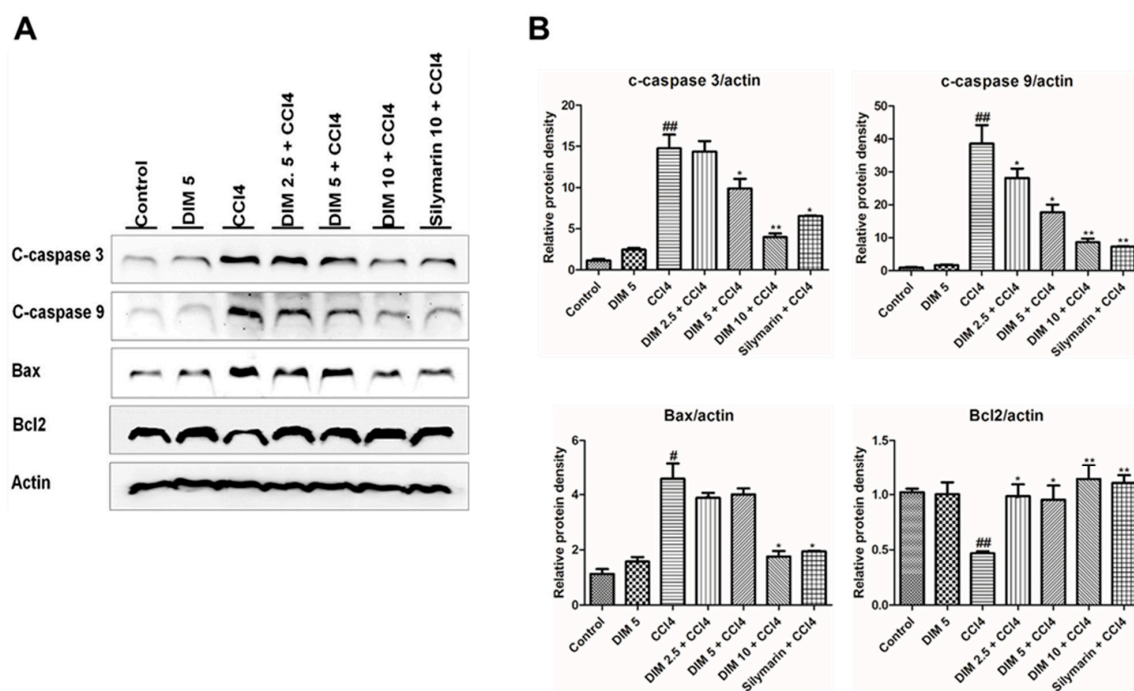 A
B
Control
DIM 5
CCl4
DIM 2. 5 + CCl4
DIM 5 + CCl4
DIM 10 + CCl4
Silymarin 10 + CCl4
C-caspase 3
C-caspase 9
Bax
Bcl2
Actin
c-caspase 3/actin
Relative protein density
20
15
10
5
0
##
*
**
*
Control
DIM 5
CCl4
DIM 2.5 + CCl4
DIM 5 + CCl4
DIM 10 + CCl4
Silymarin + CCl4
c-caspase 9/actin
Relative protein density
50
40
30
20
10
0
##
*
*
**
**
Control
DIM 5
CCl4
DIM 2.5 + CCl4
DIM 5 + CCl4
DIM 10 + CCl4
Silymarin + CCl4
Bax/actin
Relative protein density
6
4
2
0
#
*
*
Control
DIM 5
CCl4
DIM 2.5 + CCl4
DIM 5 + CCl4
DIM 10 + CCl4
Silymarin + CCl4
Bcl2/actin
Relative protein density
1.5
1.0
0.5
0.0
##
*
*
**
**
Control
DIM 5
CCl4
DIM 2.5 + CCl4
DIM 5 + CCl4
DIM 10 + CCl4
Silymarin + CCl4